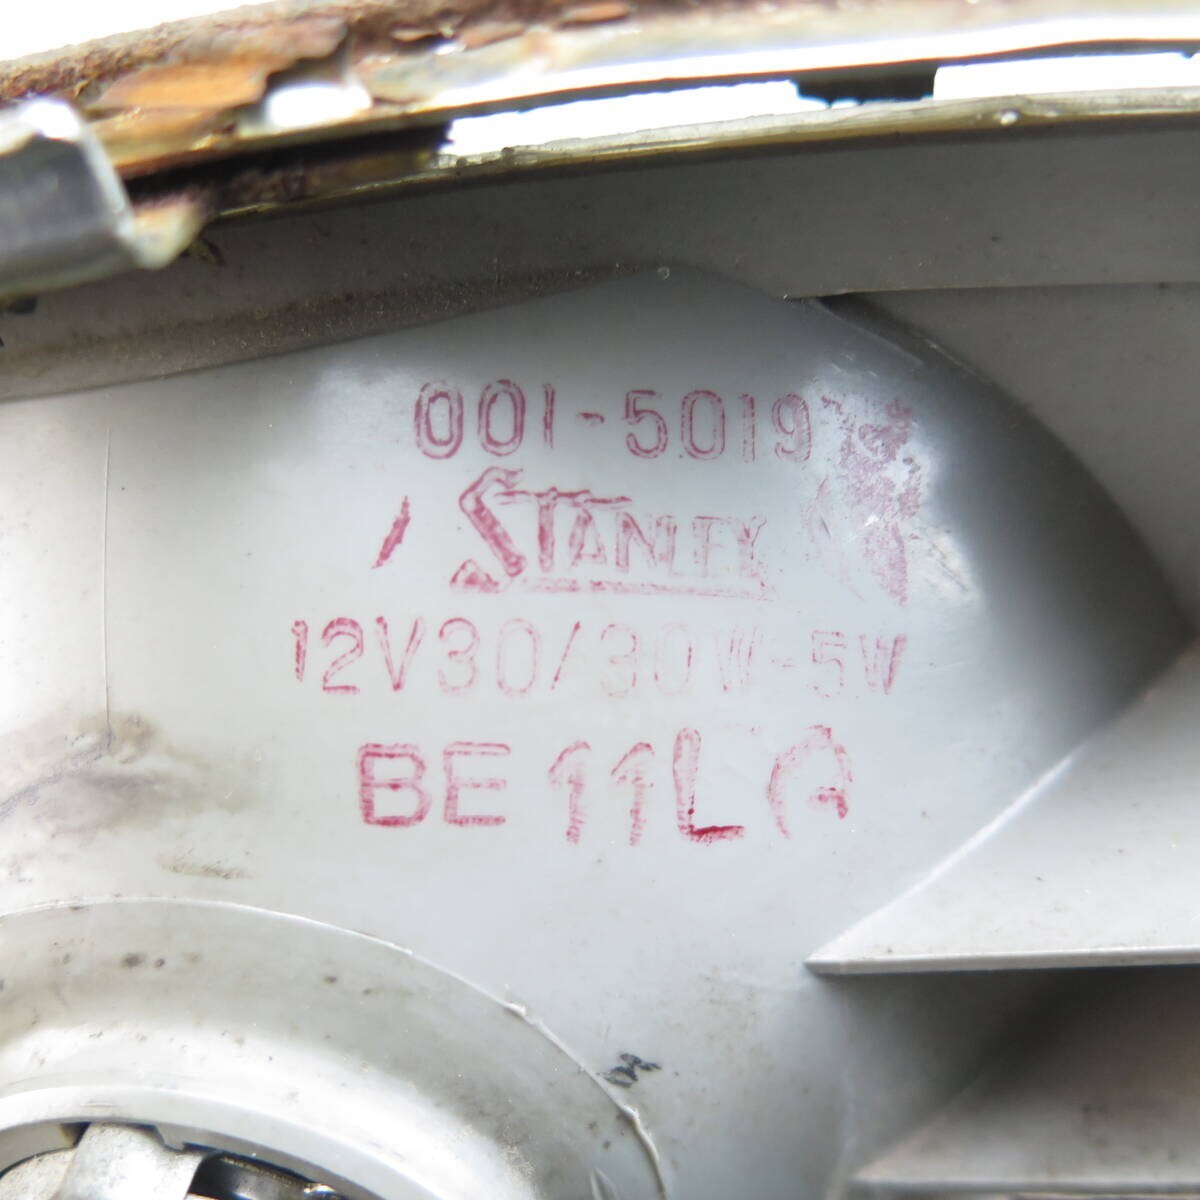 001-5019
STANLEY
12V30/30W-5W
BE11LA